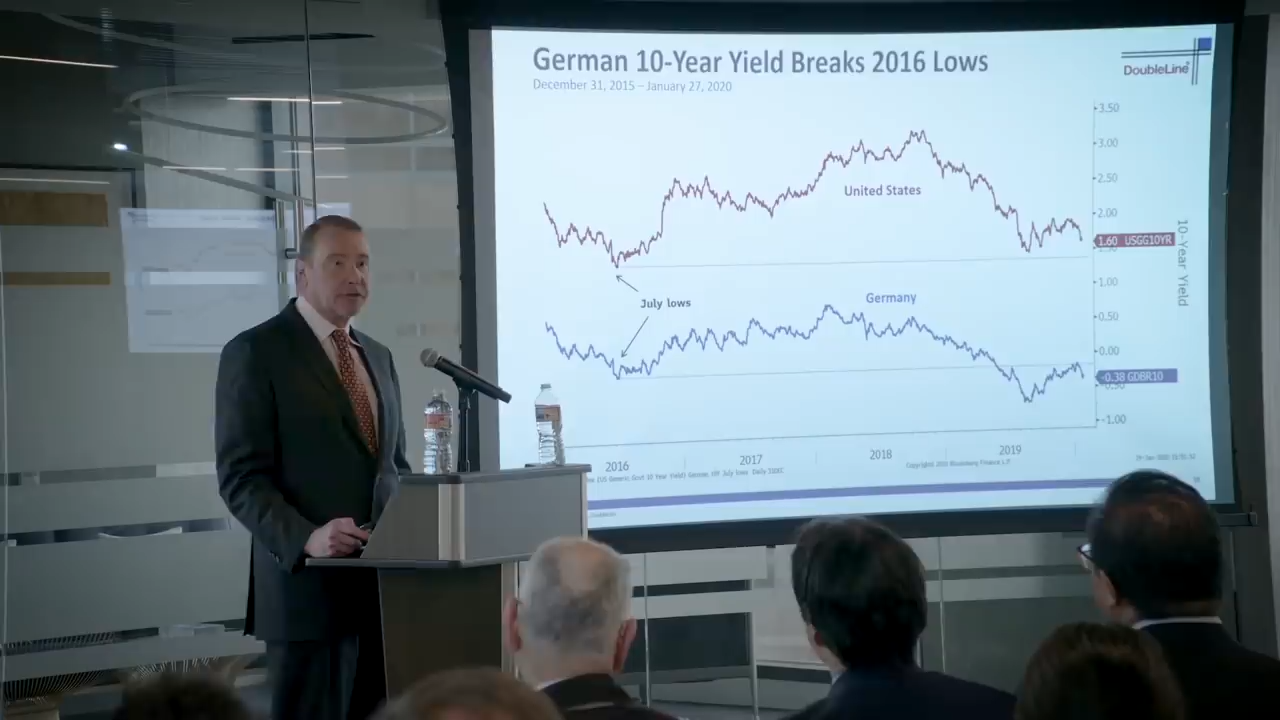 German 10-Year Yield Breaks 2016 Lows
December 31, 2015 – January 27, 2020
DoubleLine
3.50
3.00
2.50
United States
2.00
1.60 USGG10YR
10-Year Yield
1.00
July lows
Germany
0.50
0.00
-0.38 GDBR10
-1.00
2016
2017
2018
2019